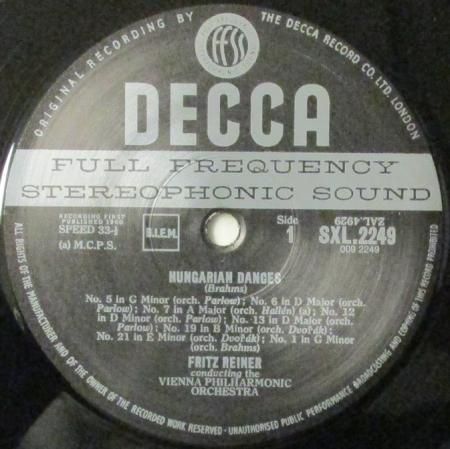 ORIGINAL RECORDING BY
THE DECCA RECORD CO. LTD. LONDON
FFSS
DECCA
FULL FREQUENCY
STEREOPHONIC SOUND
RECORDING FIRST
PUBLISHED 1960
SPEED 33⅓
(a) M.C.P.S.
B.I.E.M.
Side
1
ZAL.4929
SXL.2249
009 2249
HUNGARIAN DANCES
(Brahms)
No. 5 in G Minor (orch. Parlow); No. 6 in D Major (orch.
Parlow); No. 7 in A Major (orch. Hallén) (a); No. 12
in D Minor (orch. Parlow); No. 13 in D Major (orch.
Parlow); No. 19 in B Minor (orch. Dvořák);
No. 21 in E Minor (orch. Dvořák); No. 1 in G Minor
(orch. Brahms)
FRITZ REINER
conducting the
VIENNA PHILHARMONIC
ORCHESTRA
ALL RIGHTS OF THE MANUFACTURER AND OF THE OWNER OF THE RECORDED WORK RESERVED · UNAUTHORISED PUBLIC PERFORMANCE BROADCASTING AND COPYING OF THIS RECORD PROHIBITED